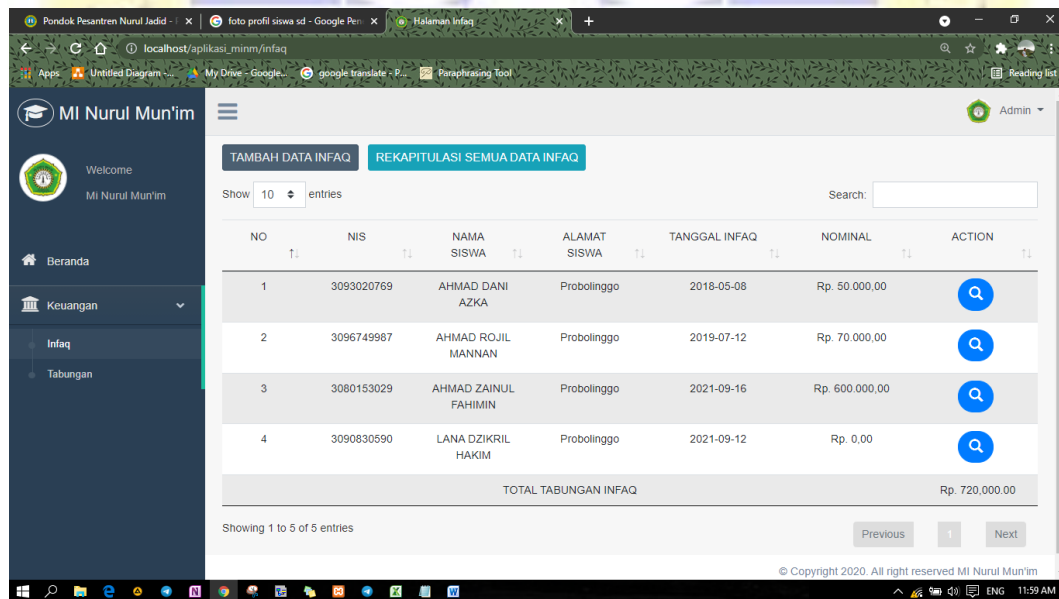 Pondok Pesantren Nurul Jadid -
foto profil siswa sd - Google Pen
Halaman Infaq
localhost/aplikasi_minm/infaq
Apps
Untitled Diagram -...
My Drive - Google...
google translate - P...
Paraphrasing Tool
Reading list
MI Nurul Mun'im
Admin
Welcome
Mi Nurul Mun'im
Beranda
Keuangan
Infaq
Tabungan
TAMBAH DATA INFAQ REKAPITULASI SEMUA DATA INFAQ
Show 10 entries Search:
NO NIS NAMA SISWA ALAMAT SISWA TANGGAL INFAQ NOMINAL ACTION
1 3093020769 AHMAD DANI AZKA Probolinggo 2018-05-08 Rp. 50.000,00
2 3096749987 AHMAD ROJIL MANNAN Probolinggo 2019-07-12 Rp. 70.000,00
3 3080153029 AHMAD ZAINUL FAHIMIN Probolinggo 2021-09-16 Rp. 600.000,00
4 3090830590 LANA DZIKRIL HAKIM Probolinggo 2021-09-12 Rp. 0,00
TOTAL TABUNGAN INFAQ Rp. 720,000.00
Showing 1 to 5 of 5 entries
Previous 1 Next
© Copyright 2020. All right reserved MI Nurul Mun'im
ENG 11:59 AM